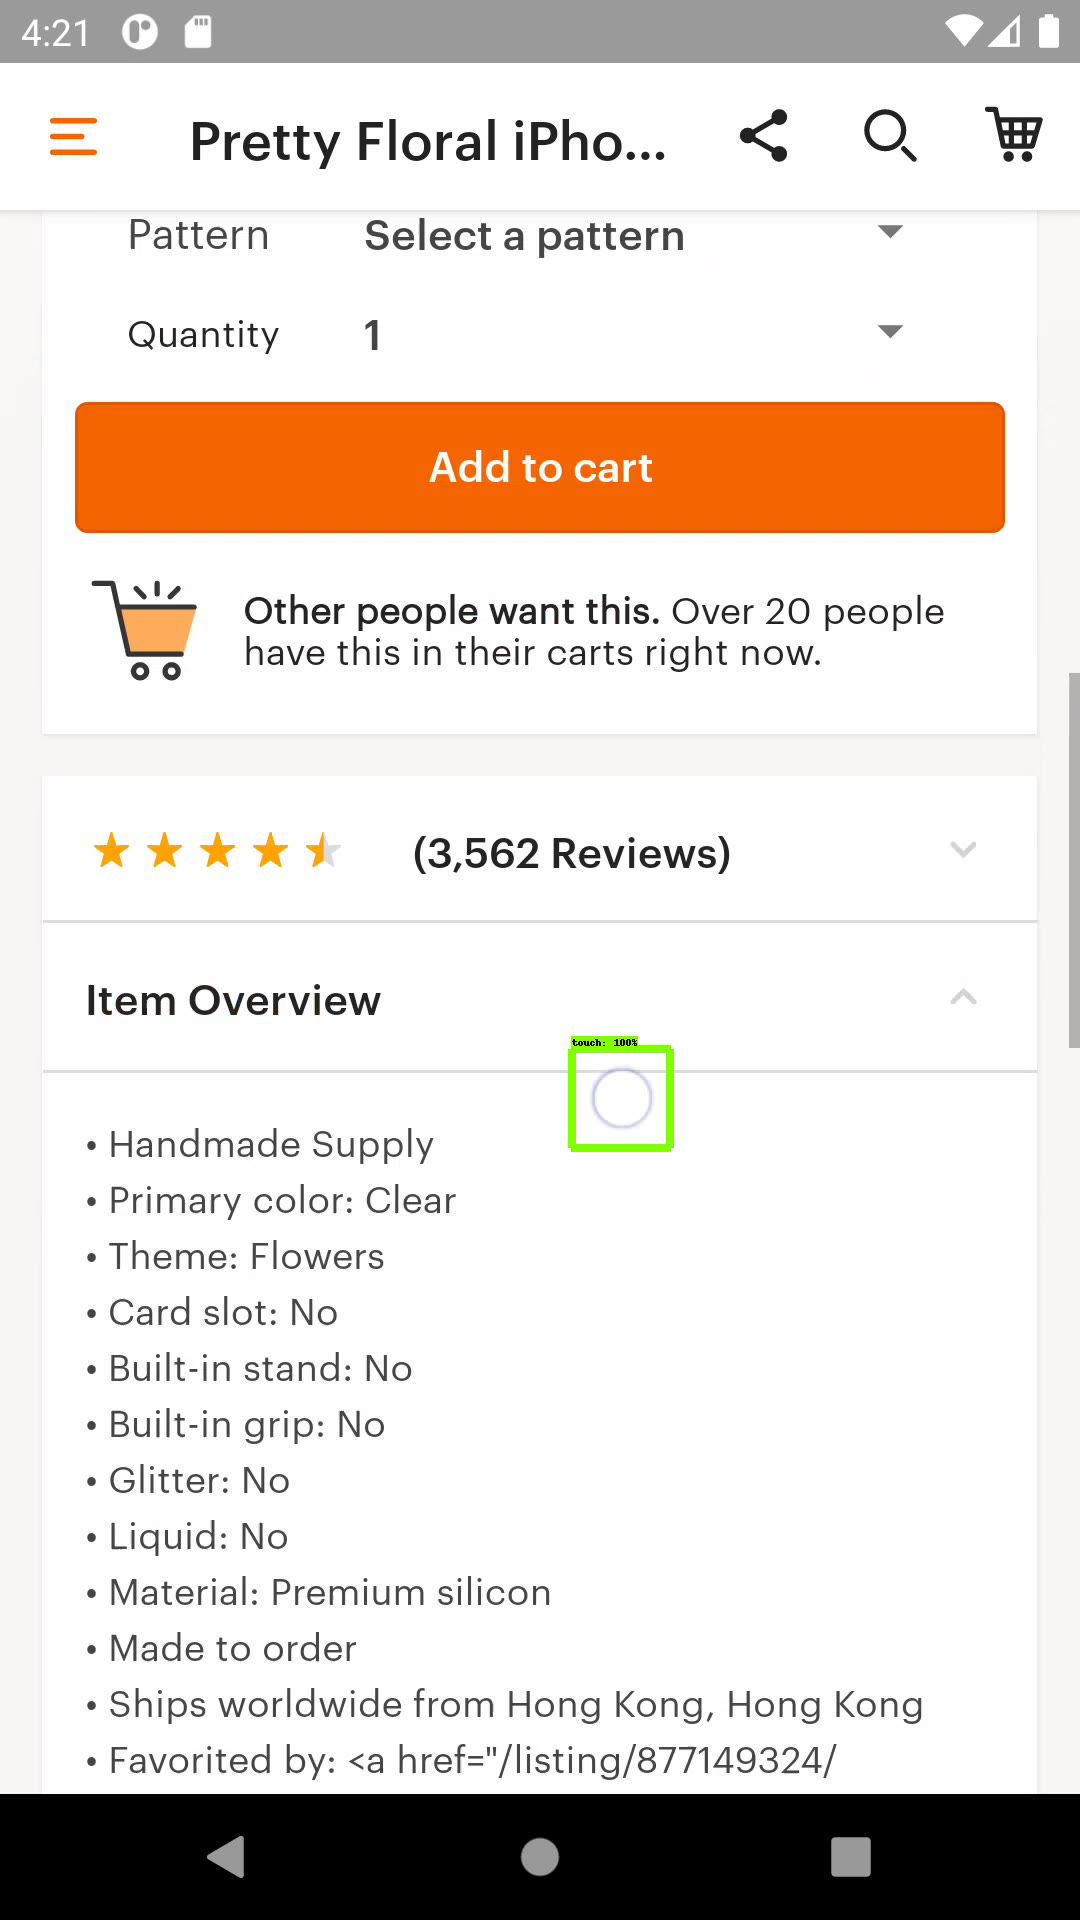 4:21
Pretty Floral iPho...
Pattern Select a pattern
Quantity 1
Add to cart
Other people want this. Over 20 people
have this in their carts right now.
(3,562 Reviews)
Item Overview
touch: 100%
• Handmade Supply
• Primary color: Clear
• Theme: Flowers
• Card slot: No
• Built-in stand: No
• Built-in grip: No
• Glitter: No
• Liquid: No
• Material: Premium silicon
• Made to order
• Ships worldwide from Hong Kong, Hong Kong
• Favorited by: <a href="/listing/877149324/